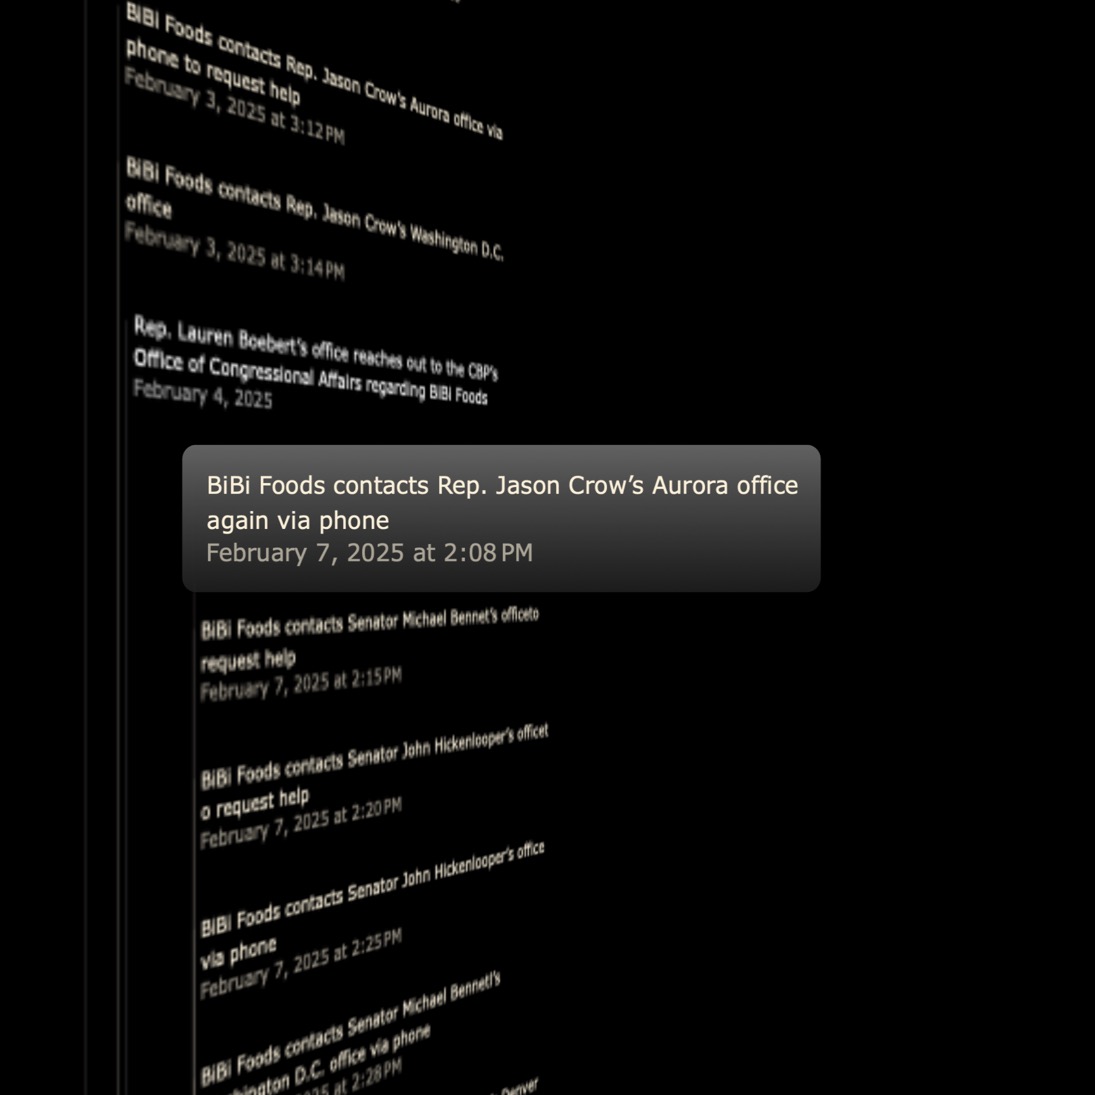 BiBi Foods contacts Rep. Jason Crow's Aurora office via
phone to request help
February 3, 2025 at 3:12 PM
BiBi Foods contacts Rep. Jason Crow's Washington D.C.
office
February 3, 2025 at 3:14 PM
Rep. Lauren Boebert's office reaches out to the CBP's
Office of Congressional Affairs regarding BiBi Foods
February 4, 2025
BiBi Foods contacts Rep. Jason Crow’s Aurora office
again via phone
February 7, 2025 at 2:08 PM
BiBi Foods contacts Senator Michael Bennet's officeto
request help
February 7, 2025 at 2:15 PM
BiBi Foods contacts Senator John Hickenlooper's officet
o request help
February 7, 2025 at 2:20 PM
BiBi Foods contacts Senator John Hickenlooper's office
via phone
February 7, 2025 at 2:25 PM
BiBi Foods contacts Senator Michael Bennetl's
hington D.C. office via phone
at 2:28 PM
Denver